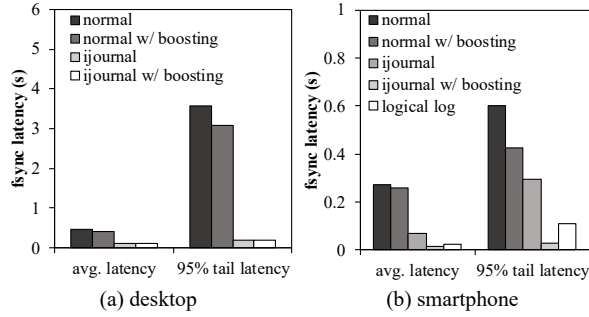 fsync latency (s)
6
5
4
3
2
1
0
normal
normal w/ boosting
ijournal
ijournal w/ boosting
avg. latency
95% tail latency
(a) desktop
fsync latency (s)
1
0.8
0.6
0.4
0.2
0
normal
normal w/ boosting
ijournal
ijournal w/ boosting
logical log
avg. latency
95% tail latency
(b) smartphone